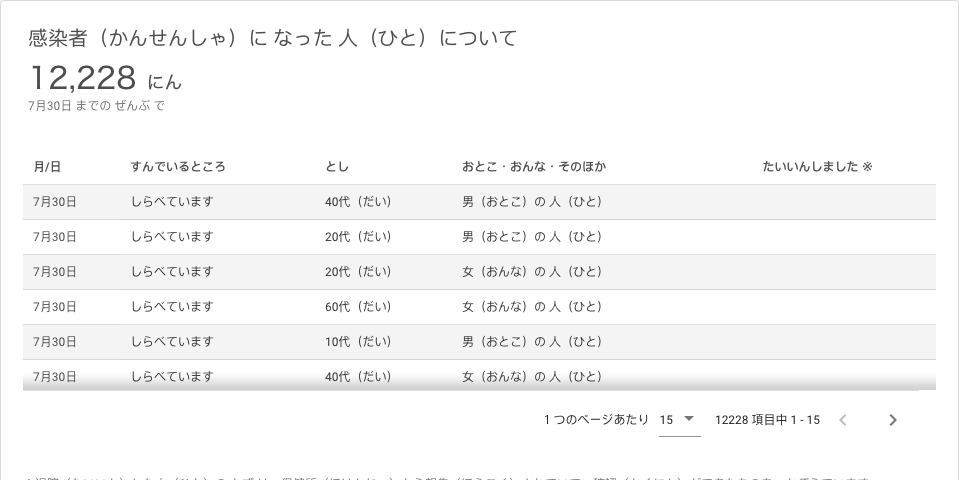 感染者（かんせんしゃ）に なった 人（ひと）について
12,228 にん
7月30日 までの ぜんぶ で
月/日 すんでいるところ とし おとこ・おんな・そのほか たいいんしました ※
7月30日 しらべています 40代（だい） 男（おとこ）の 人（ひと）
7月30日 しらべています 20代（だい） 男（おとこ）の 人（ひと）
7月30日 しらべています 20代（だい） 女（おんな）の 人（ひと）
7月30日 しらべています 60代（だい） 女（おんな）の 人（ひと）
7月30日 しらべています 10代（だい） 男（おとこ）の 人（ひと）
7月30日 しらべています 40代（だい） 女（おんな）の 人（ひと）
1 つのページあたり 15 12228 項目中 1 - 15